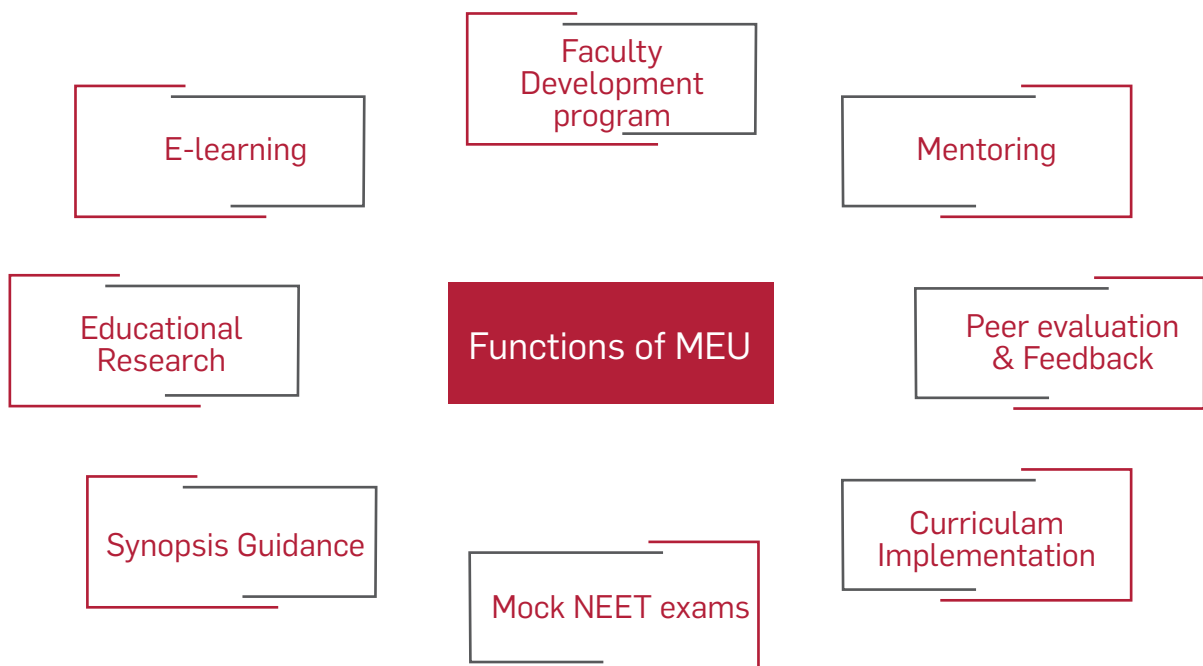 Faculty
Development
program
E-learning
Mentoring
Educational
Research
Functions of MEU
Peer evaluation
& Feedback
Synopsis Guidance
Curriculam
Implementation
Mock NEET exams